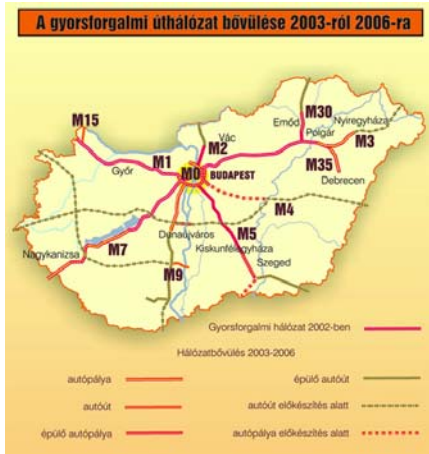 A gyorsforgalmi úthálózat bővülése 2003-ról 2006-ra
M15
M30
Emőd
Nyíregyháza
Polgár
M3
M2
Vác
M1
Győr
M0
BUDAPEST
M35
Debrecen
M4
Dunaújváros
M5
Kiskunfélegyháza
M7
Nagykanizsa
M9
Szeged
Gyorsforgalmi hálózat 2002-ben
Hálózatbővülés 2003-2006
autópálya
épülő autóút
autóút
autóút előkészítés alatt
épülő autópálya
autópálya előkészítés alatt